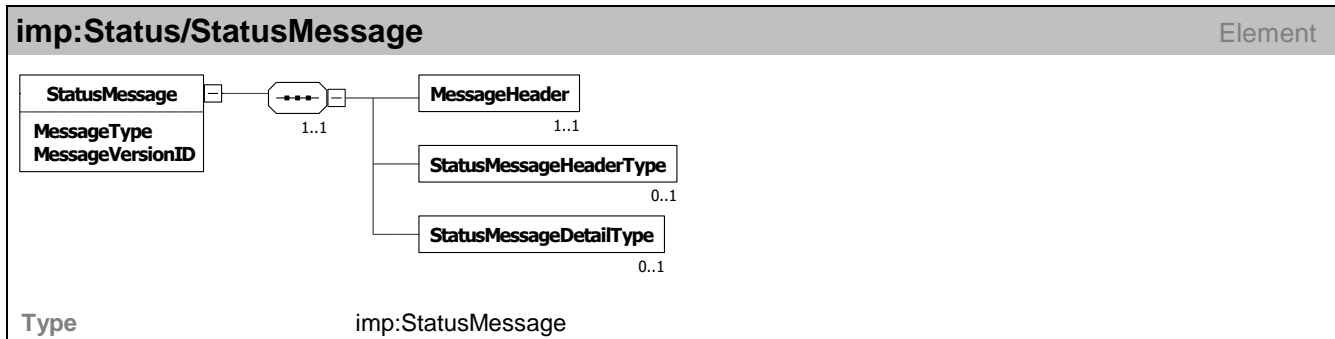 imp:Status/StatusMessage Element
StatusMessage
MessageType
MessageVersionID
1..1
MessageHeader
1..1
StatusMessageHeaderType
0..1
StatusMessageDetailType
0..1
Type imp:StatusMessage